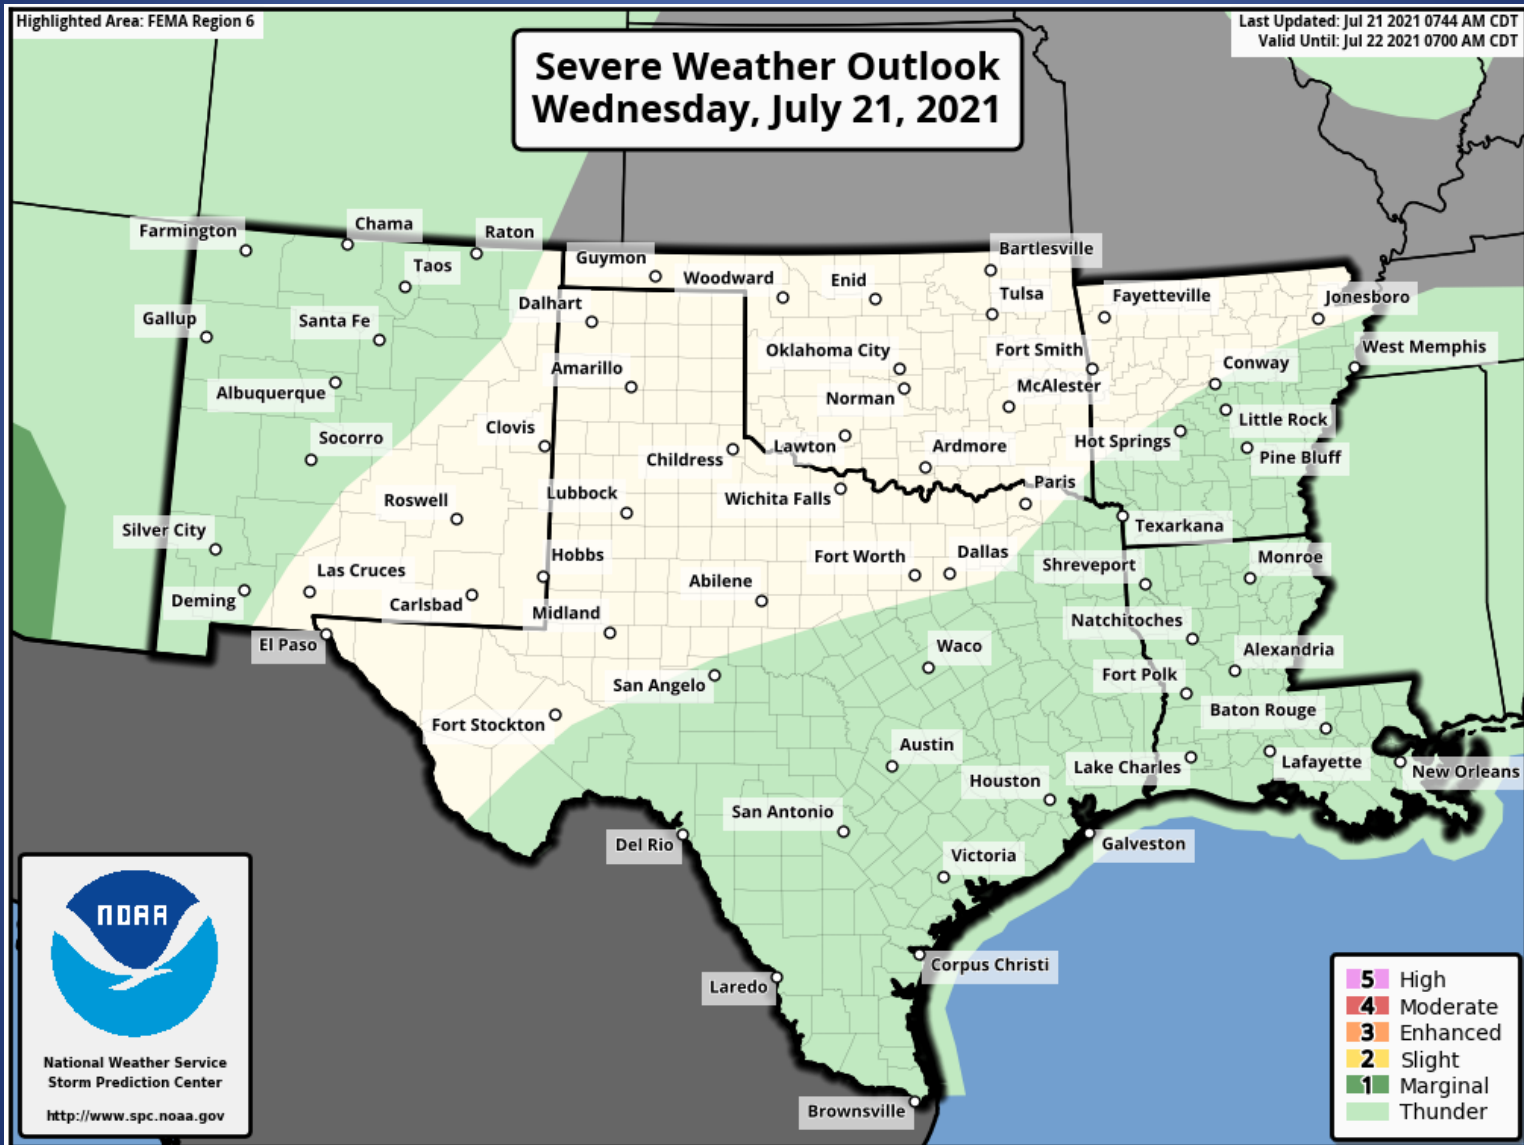 Highlighted Area: FEMA Region 6
Last Updated: Jul 21 2021 0744 AM CDT
Valid Until: Jul 22 2021 0700 AM CDT
Severe Weather Outlook
Wednesday, July 21, 2021
Farmington
Chama
Raton
Taos
Guymon
Woodward
Enid
Bartlesville
Tulsa
Fayetteville
Jonesboro
Gallup
Santa Fe
Dalhart
Oklahoma City
Fort Smith
West Memphis
Albuquerque
Amarillo
Norman
McAlester
Conway
Little Rock
Socorro
Clovis
Childress
Lawton
Ardmore
Hot Springs
Pine Bluff
Roswell
Lubbock
Wichita Falls
Paris
Texarkana
Silver City
Las Cruces
Hobbs
Abilene
Fort Worth
Dallas
Shreveport
Monroe
Deming
Carlsbad
Midland
Natchitoches
El Paso
San Angelo
Waco
Fort Polk
Alexandria
Fort Stockton
Austin
Baton Rouge
Houston
Lake Charles
Lafayette
New Orleans
San Antonio
Del Rio
Victoria
Galveston
Laredo
Corpus Christi
Brownsville
NOAA
National Weather Service
Storm Prediction Center
http://www.spc.noaa.gov
5 High
4 Moderate
3 Enhanced
2 Slight
1 Marginal
Thunder